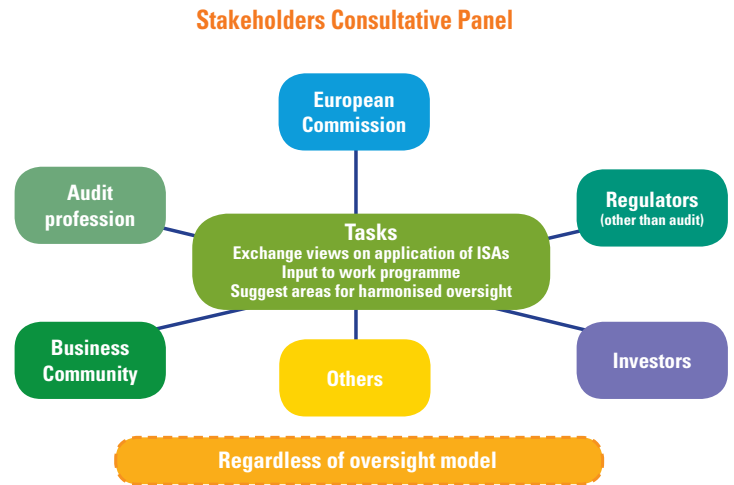 Stakeholders Consultative Panel
European
Commission
Audit
profession
Regulators
(other than audit)
Tasks
Exchange views on application of ISAs
Input to work programme
Suggest areas for harmonised oversight
Business
Community
Others
Investors
Regardless of oversight model